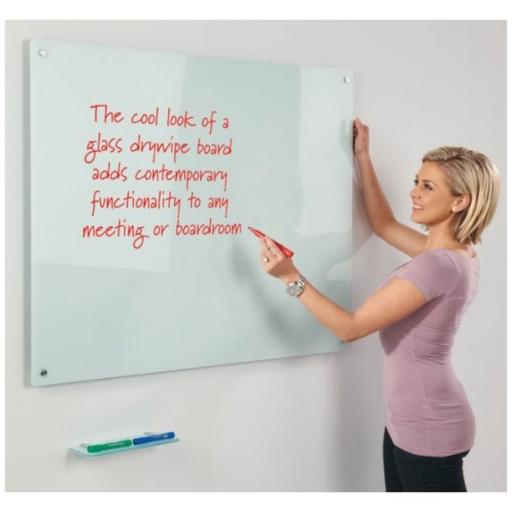 The cool look of a
glass drywipe board
adds contemporary
functionality to any
meeting or boardroom